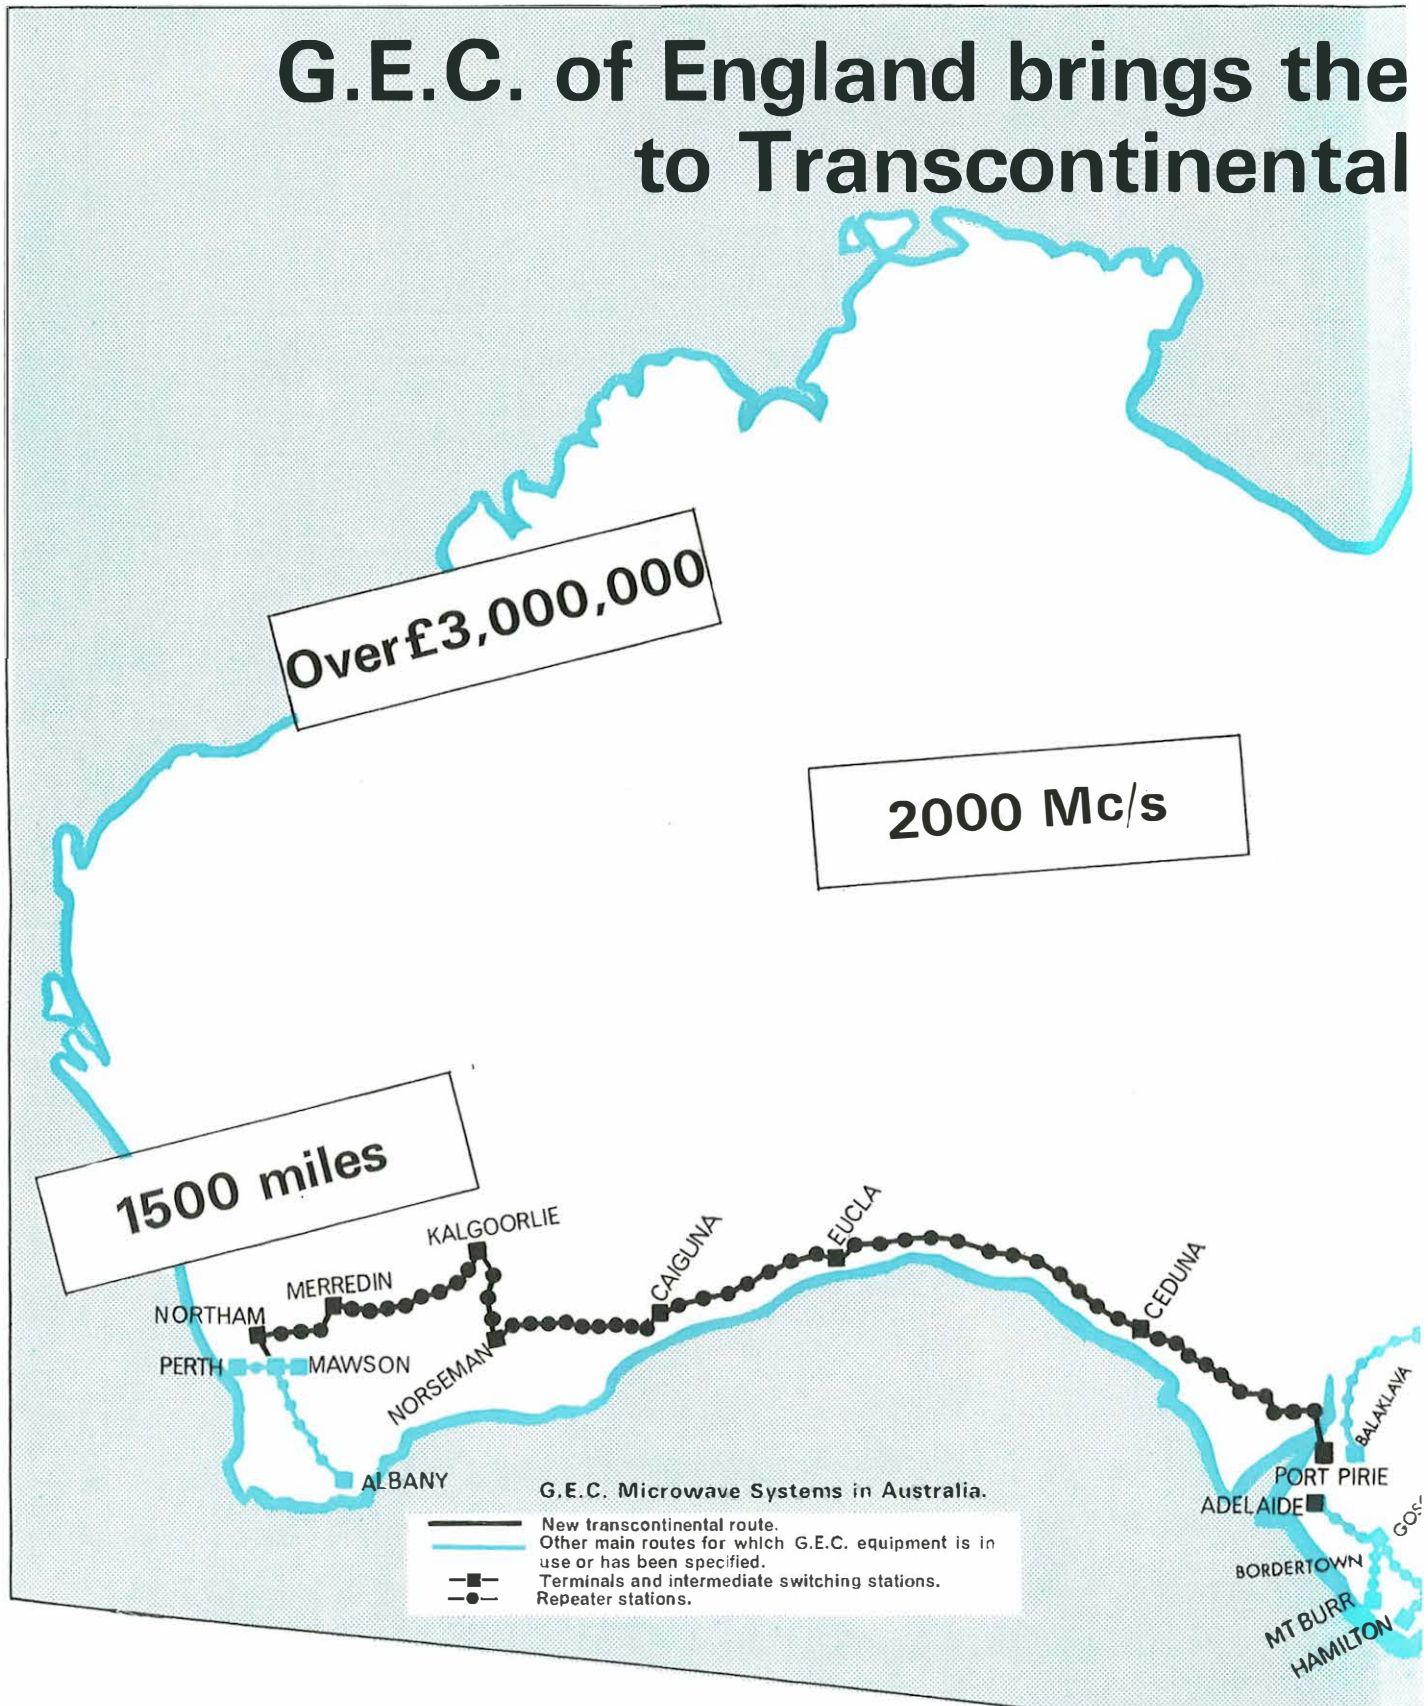 G.E.C. of England brings the
to Transcontinental
Over £3,000,000
2000 Mc/s
1500 miles
KALGOORLIE
MERREDIN
NORTHAM
PERTH
MAWSON
NORSEMAN
CAIGUNA
EUCLA
CEDUNA
ALBANY
BALAKLAVA
PORT PIRIE
ADELAIDE
BORDERTOWN
MT BURR
HAMILTON
G.E.C. Microwave Systems in Australia.
New transcontinental route.
Other main routes for which G.E.C. equipment is in
use or has been specified.
Terminals and intermediate switching stations.
Repeater stations.